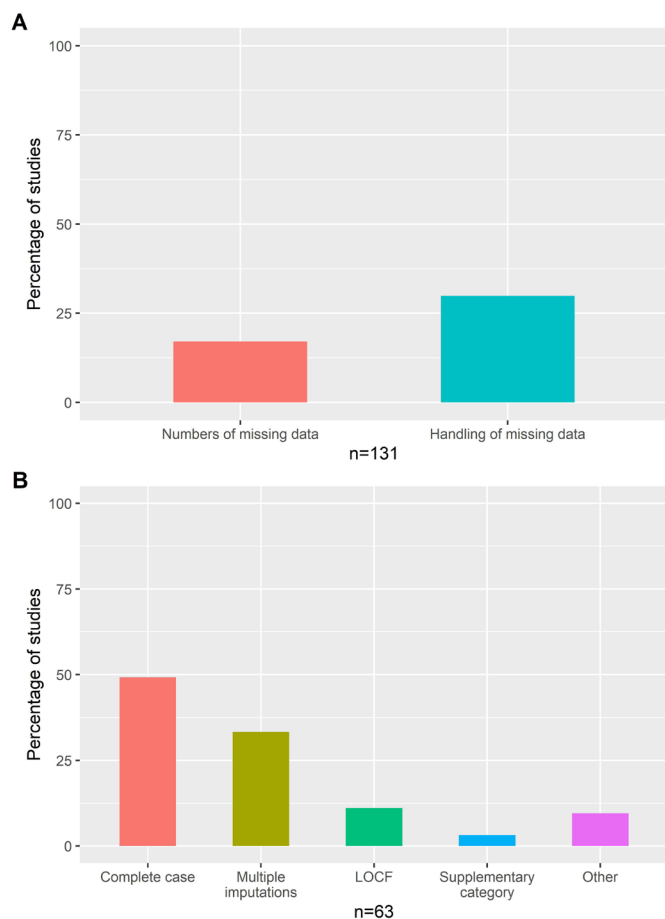 A
100
75
50
25
0
Percentage of studies
Numbers of missing data
Handling of missing data
n=131
B
100
75
50
25
0
Percentage of studies
Complete case
Multiple
imputations
LOCF
Supplementary
category
Other
n=63